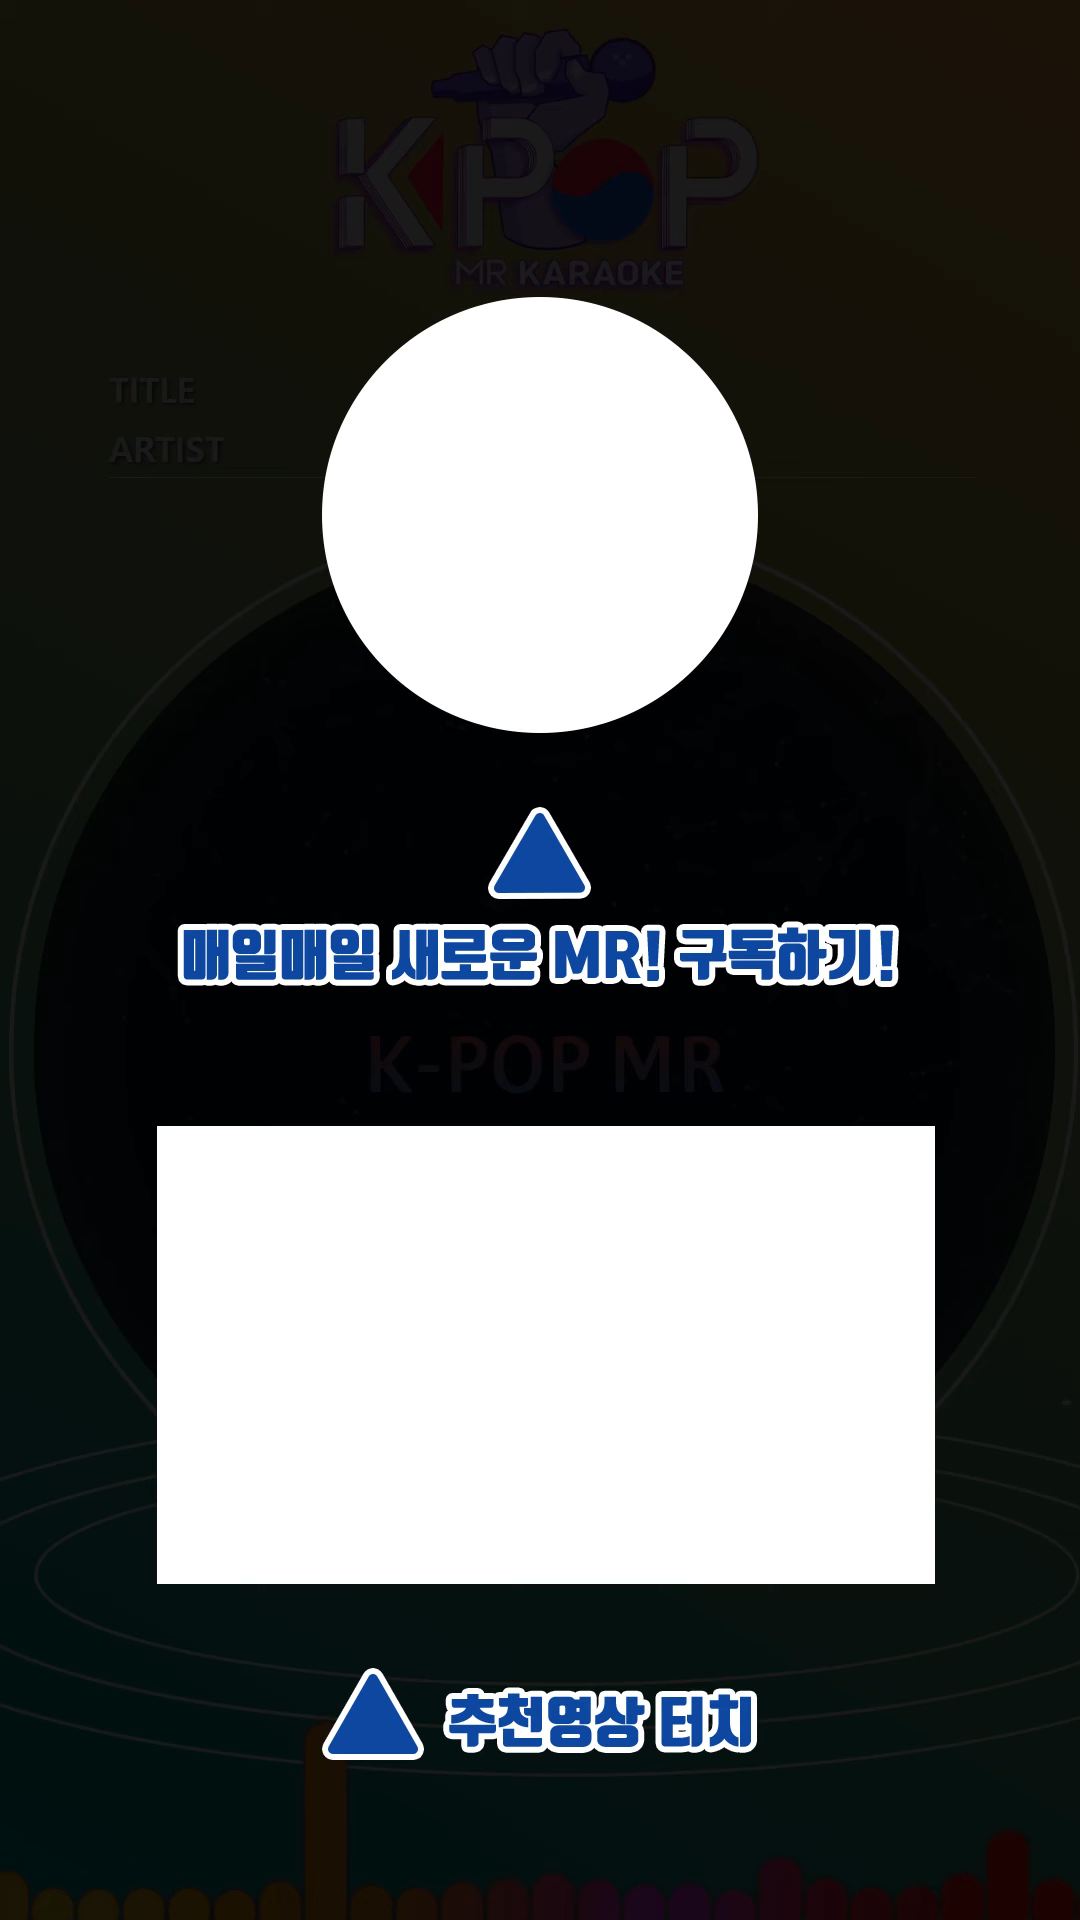 KPOP
MR KARAOKE
TITLE
ARTIST
매일매일 새로운 MR! 구독하기!
K-POP MR
추천영상 터치